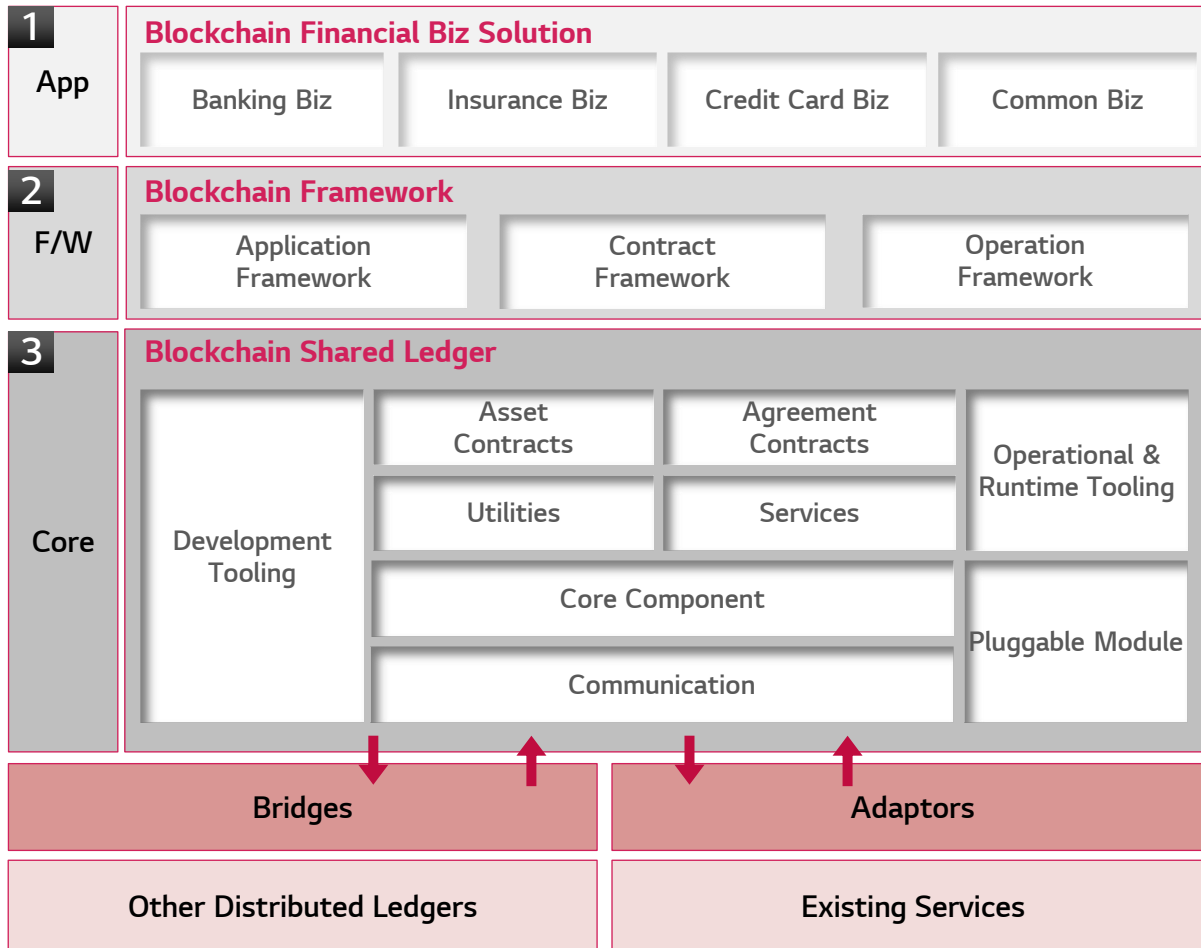 1
App
Blockchain Financial Biz Solution
Banking Biz
Insurance Biz
Credit Card Biz
Common Biz
2
F/W
Blockchain Framework
Application
Framework
Contract
Framework
Operation
Framework
3
Core
Blockchain Shared Ledger
Development
Tooling
Asset
Contracts
Agreement
Contracts
Operational &
Runtime Tooling
Utilities
Services
Core Component
Pluggable Module
Communication
Bridges
Adaptors
Other Distributed Ledgers
Existing Services